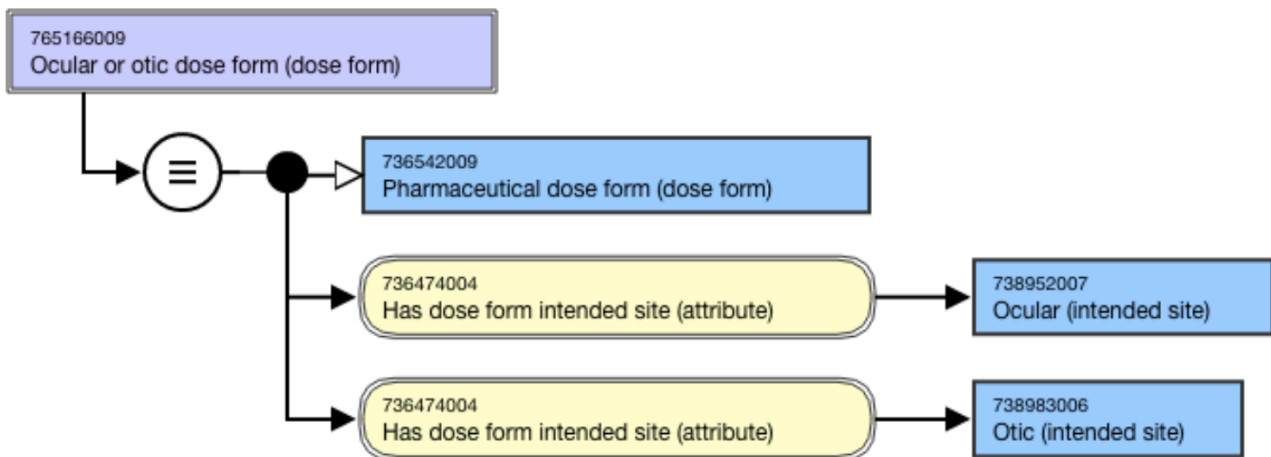 765166009
Ocular or otic dose form (dose form)
736542009
Pharmaceutical dose form (dose form)
736474004
Has dose form intended site (attribute)
738952007
Ocular (intended site)
736474004
Has dose form intended site (attribute)
738983006
Otic (intended site)